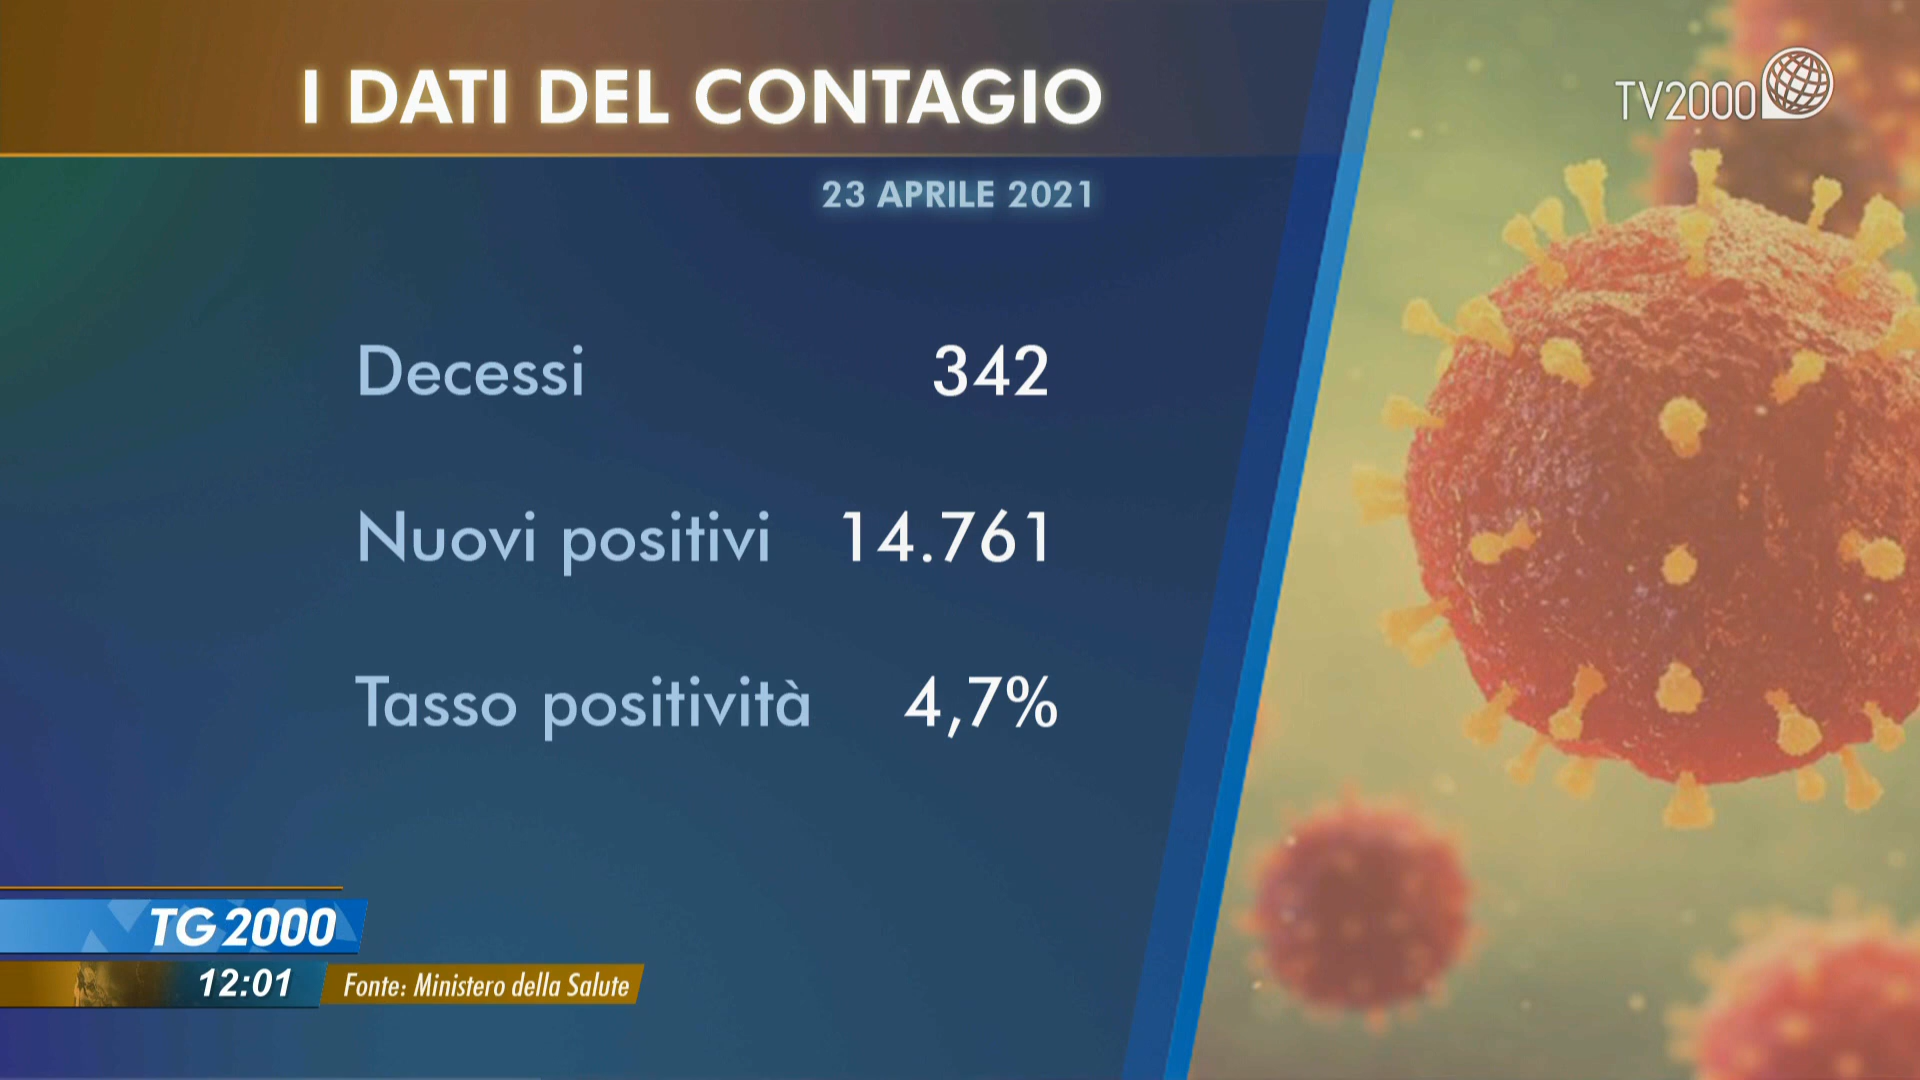 I DATI DEL CONTAGIO
TV2000
23 APRILE 2021
Decessi 342
Nuovi positivi 14.761
Tasso positività 4,7%
TG 2000
12:01 Fonte: Ministero della Salute